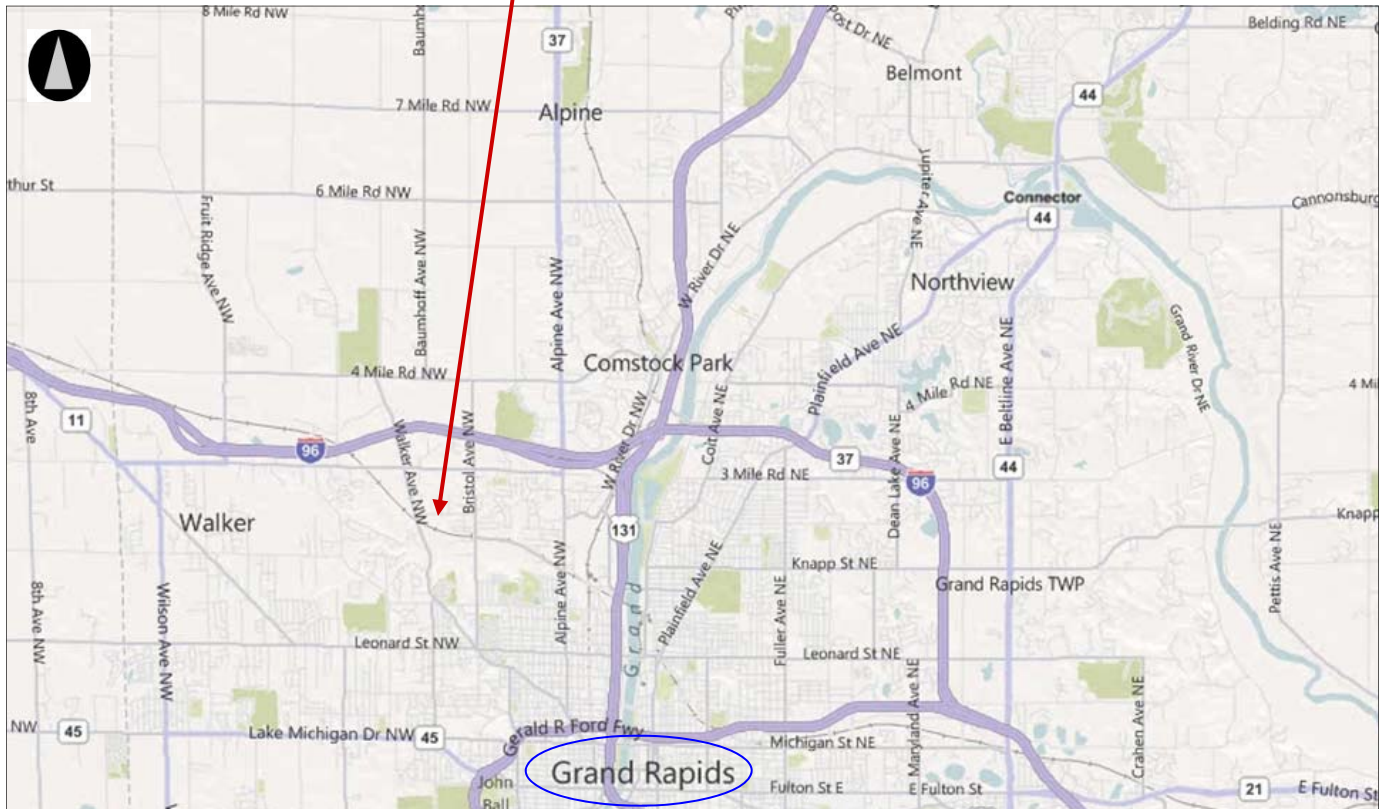 8 Mile Rd NW
Baumh
37
Post Dr NE
Belding Rd NE
Belmont
44
7 Mile Rd NW
Alpine
Jupiter Ave NE
thur St
6 Mile Rd NW
Connector
44
Cannonsburg
Fruit Ridge Ave NW
Baumhoff Ave NW
Alpine Ave NW
W River Dr NE
Northview
Grand River Dr NE
Comstock Park
4 Mile Rd NW
Plainfield Ave NE
4 Mile Rd NE
E Beltline Ave NE
4 Mi
8th Ave
11
96
Walker Ave NW
Bristol Ave NW
W River Dr NW
Coit Ave NE
3 Mile Rd NE
37
Dean Lake Ave NE
96
44
Walker
131
Knapp
Knapp St NE
Grand Rapids TWP
Pettis Ave NE
8th Ave NW
Wilson Ave NW
Alpine Ave NW
Grand
Plainfield Ave NE
Fuller Ave NE
Leonard St NW
Leonard St NE
Maryland Ave NE
Crahen Ave NE
NW
45
Lake Michigan Dr NW
45
Gerald R Ford Fwy
Michigan St NE
Grand Rapids
John
Ball
Fulton St E
E Fulton St
21
E Fulton St